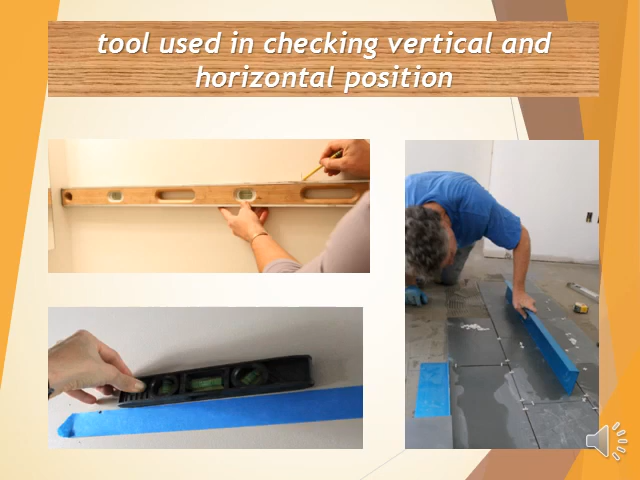 tool used in checking vertical and
horizontal position